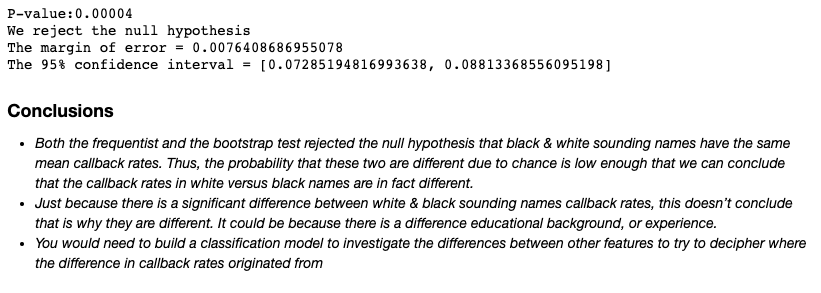 P-value:0.00004
We reject the null hypothesis
The margin of error = 0.0076408686955078
The 95% confidence interval = [0.07285194816993638, 0.08813368556095198]
Conclusions
• Both the frequentist and the bootstrap test rejected the null hypothesis that black & white sounding names have the same
mean callback rates. Thus, the probability that these two are different due to chance is low enough that we can conclude
that the callback rates in white versus black names are in fact different.
• Just because there is a significant difference between white & black sounding names callback rates, this doesn't conclude
that is why they are different. It could be because there is a difference educational background, or experience.
• You would need to build a classification model to investigate the differences between other features to try to decipher where
the difference in callback rates originated from